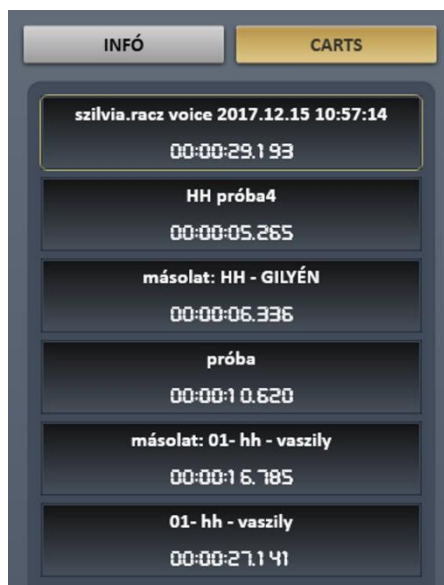 INFÓ
CARTS
szilvia.racz voice 2017.12.15 10:57:14
00:00:29.193
HH próba4
00:00:05.265
másolat: HH - GILYÉN
00:00:06.336
próba
00:00:10.620
másolat: 01- hh - vaszily
00:00:16.785
01- hh - vaszily
00:00:27.141